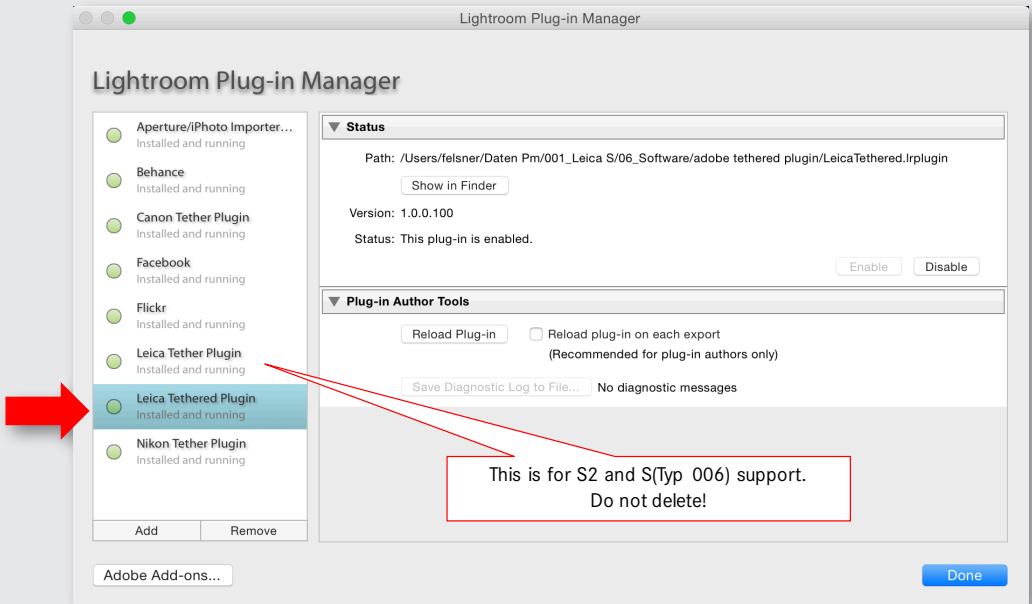 Lightroom Plug-in Manager
Lightroom Plug-in Manager
Aperture/iPhoto Importer…
Installed and running
Behance
Installed and running
Canon Tether Plugin
Installed and running
Facebook
Installed and running
Flickr
Installed and running
Leica Tether Plugin
Installed and running
Leica Tethered Plugin
Installed and running
Nikon Tether Plugin
Installed and running
Add Remove
Adobe Add-ons...
Status
Path: /Users/felsner/Daten Pm/001_Leica S/06_Software/adobe tethered plugin/LeicaTethered.lrplugin
Show in Finder
Version: 1.0.0.100
Status: This plug-in is enabled.
Enable Disable
Plug-in Author Tools
Reload Plug-in Reload plug-in on each export
(Recommended for plug-in authors only)
Save Diagnostic Log to File... No diagnostic messages
This is for S2 and S(Typ 006) support.
Do not delete!
Done